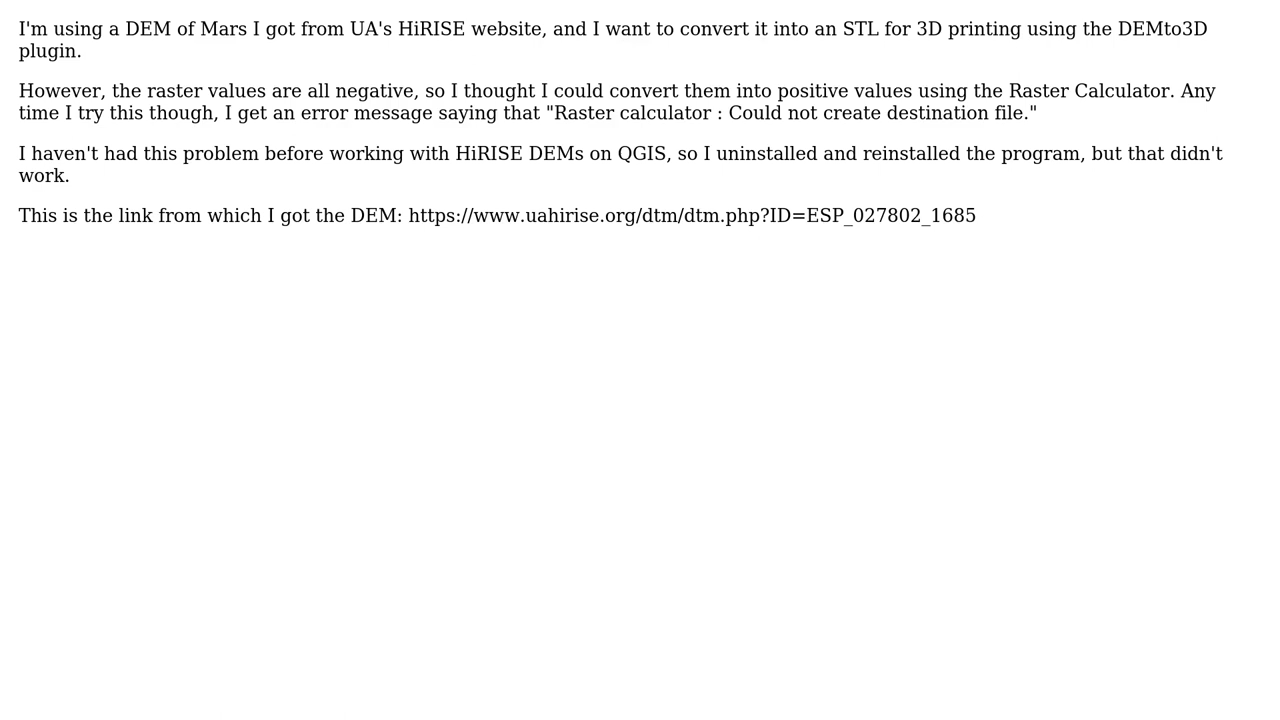 I'm using a DEM of Mars I got from UA's HiRISE website, and I want to convert it into an STL for 3D printing using the DEMto3D
plugin.
However, the raster values are all negative, so I thought I could convert them into positive values using the Raster Calculator. Any
time I try this though, I get an error message saying that "Raster calculator : Could not create destination file."
I haven't had this problem before working with HiRISE DEMs on QGIS, so I uninstalled and reinstalled the program, but that didn't
work.
This is the link from which I got the DEM: https://www.uahirise.org/dtm/dtm.php?ID=ESP_027802_1685